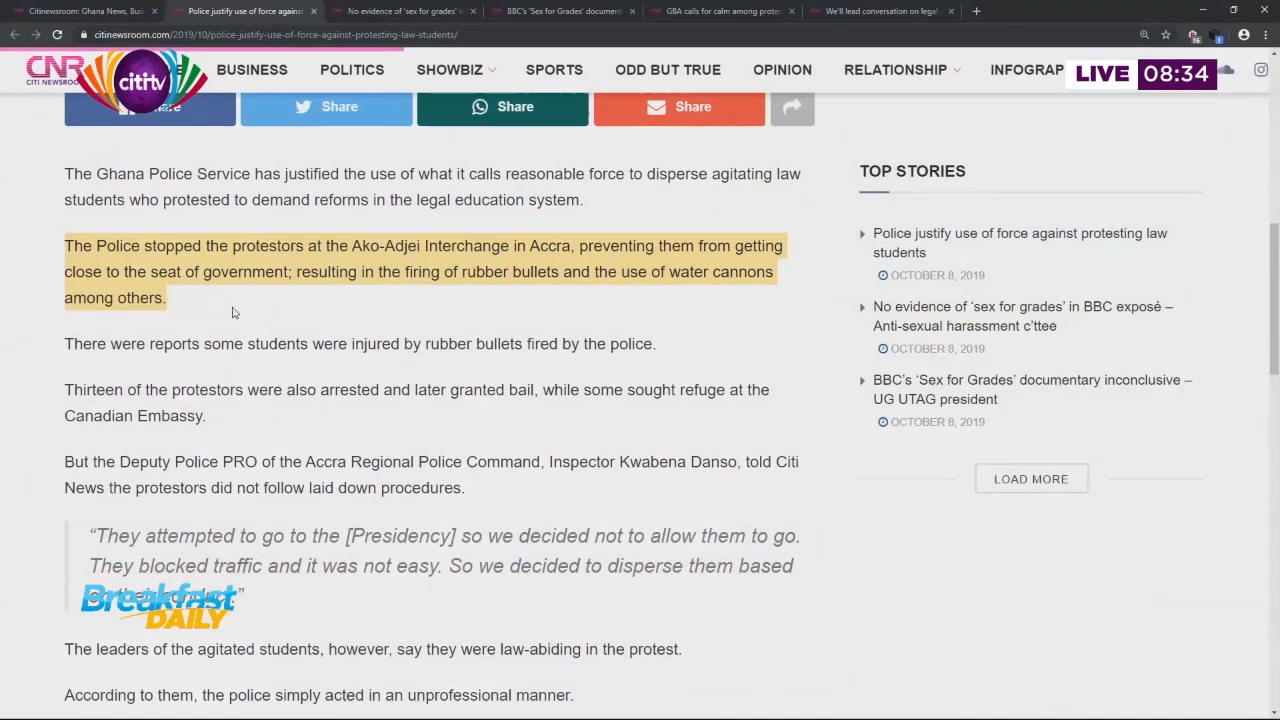 Citinewsroom: Ghana News, Busi
Police justify use of force against
No evidence of 'sex for grades' in
BBC's 'Sex for Grades' document
GBA calls for calm among protes
We'll lead conversation on legal
citinewsroom.com/2019/10/police-justify-use-of-force-against-protesting-law-students/
CNR
CITI NEWSROOM
citi tv
BUSINESS
POLITICS
SHOWBIZ
SPORTS
ODD BUT TRUE
OPINION
RELATIONSHIP
INFOGRAP
LIVE 08:34
Share
Share
Share
Share
The Ghana Police Service has justified the use of what it calls reasonable force to disperse agitating law
students who protested to demand reforms in the legal education system.
The Police stopped the protestors at the Ako-Adjei Interchange in Accra, preventing them from getting
close to the seat of government; resulting in the firing of rubber bullets and the use of water cannons
among others.
There were reports some students were injured by rubber bullets fired by the police.
Thirteen of the protestors were also arrested and later granted bail, while some sought refuge at the
Canadian Embassy.
But the Deputy Police PRO of the Accra Regional Police Command, Inspector Kwabena Danso, told Citi
News the protestors did not follow laid down procedures.
“They attempted to go to the [Presidency] so we decided not to allow them to go.
They blocked traffic and it was not easy. So we decided to disperse them based
Breakfast
DAILY
The leaders of the agitated students, however, say they were law-abiding in the protest.
According to them, the police simply acted in an unprofessional manner.
TOP STORIES
Police justify use of force against protesting law
students
OCTOBER 8, 2019
No evidence of ‘sex for grades’ in BBC exposé –
Anti-sexual harassment c’ttee
OCTOBER 8, 2019
BBC’s ‘Sex for Grades’ documentary inconclusive –
UG UTAG president
OCTOBER 8, 2019
LOAD MORE